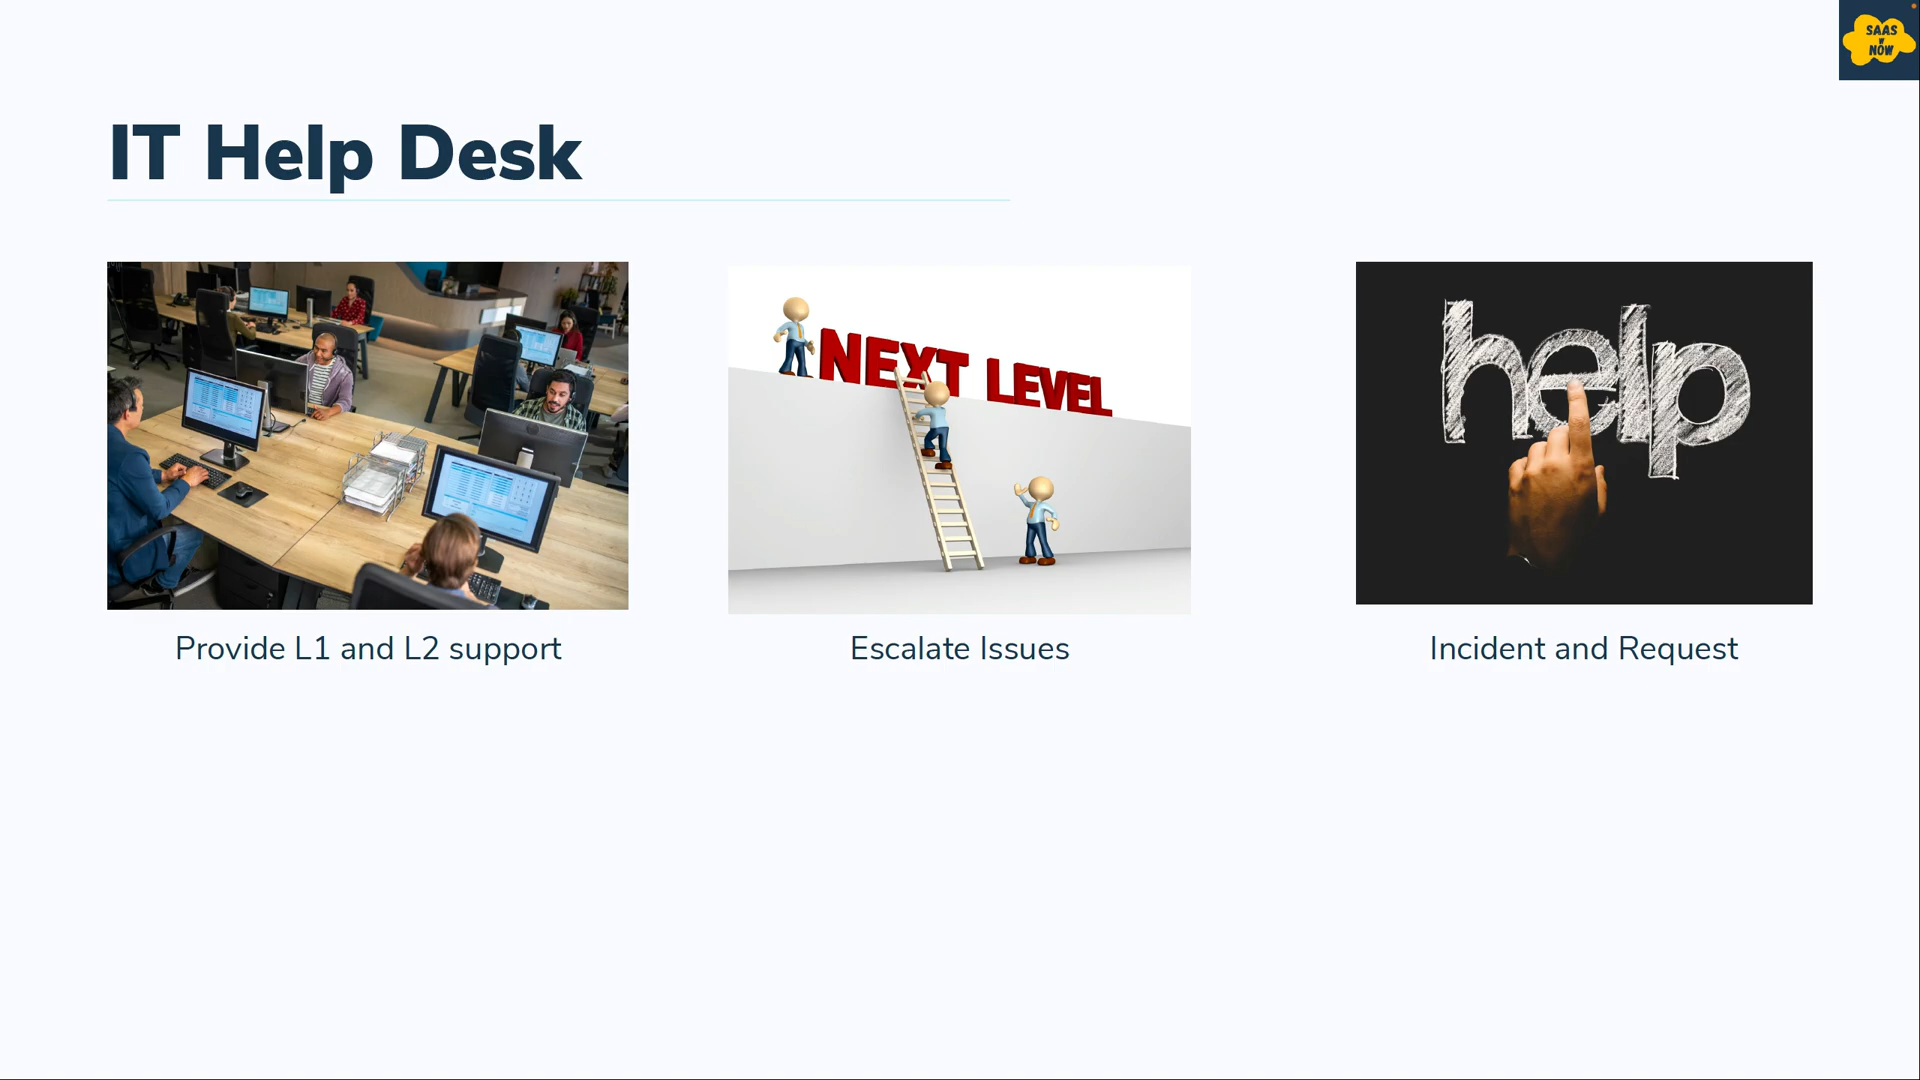 SAAS
W
NOW
IT Help Desk
NEXT LEVEL
help
Provide L1 and L2 support
Escalate Issues
Incident and Request